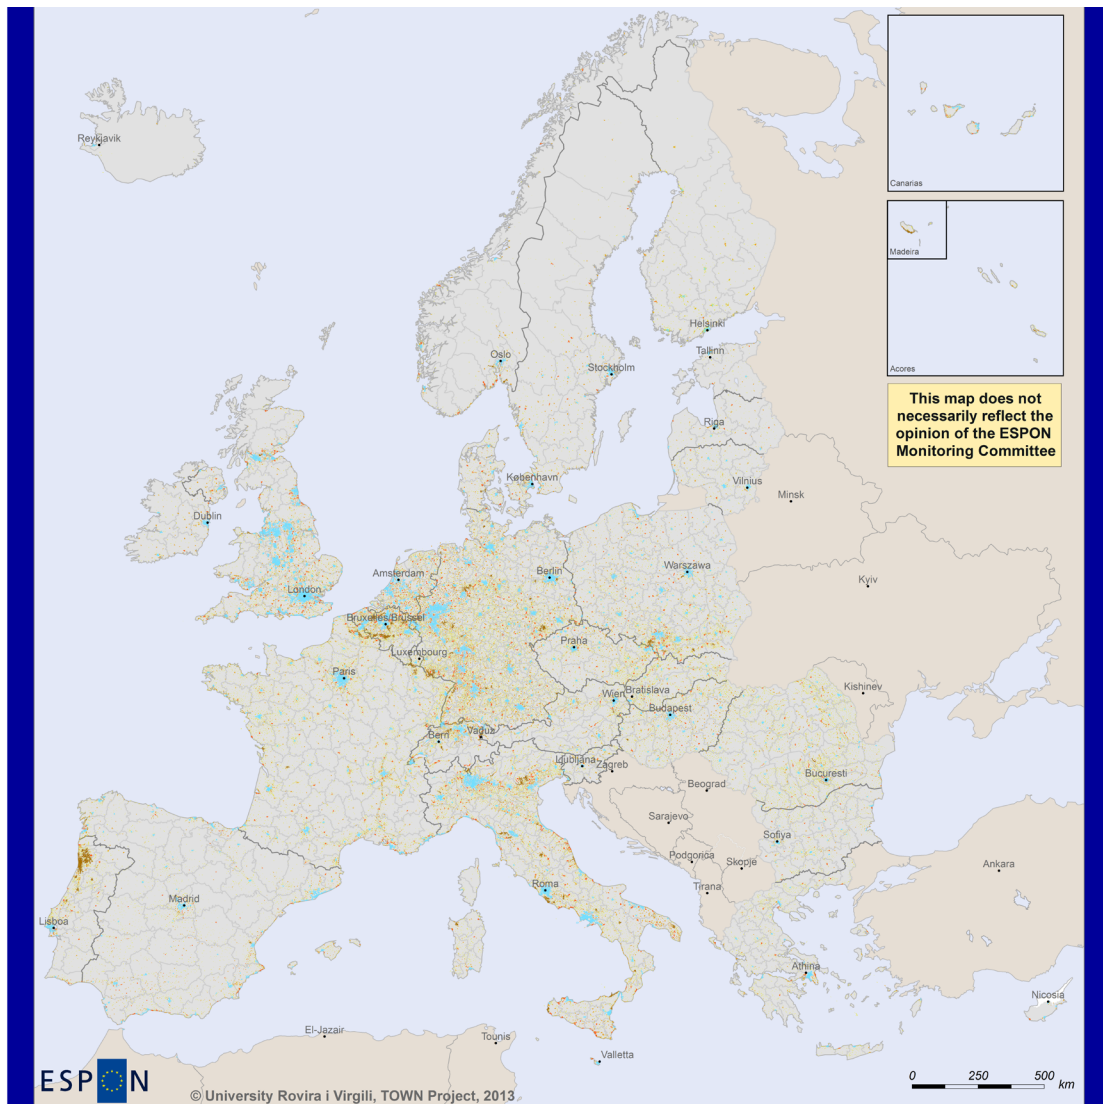 Reykjavik
Canarias
Madeira
Acores
This map does not
necessarily reflect the
opinion of the ESPON
Monitoring Committee
Helsinki
Tallinn
Oslo
Stockholm
Riga
København
Vilnius
Minsk
Dublin
Amsterdam
Berlin
Warszawa
Kyiv
London
Bruxelles/Brussel
Luxembourg
Praha
Paris
Kishinev
Wien
Bratislava
Budapest
Bern
Vaduz
Ljubljana
Zagreb
Bucuresti
Beograd
Sarajevo
Sofiya
Podgorica
Skopje
Ankara
Tirana
Roma
Madrid
Lisboa
Athina
Nicosia
El-Jazair
Tounis
Valletta
ESPON
© University Rovira i Virgili, TOWN Project, 2013
0 250 500
km